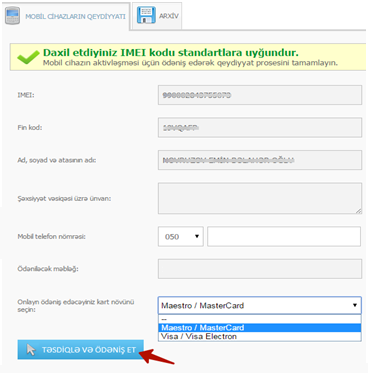 MOBİL CİHAZLARIN QEYDİYYATI
ARXİV
Daxil etdiyiniz IMEI kodu standartlara uyğundur.
Mobil cihazın aktivləşməsi üçün ödəniş edərək qeydiyyat prosesini tamamlayın.
IMEI:
Fin kod:
Ad, soyad və atasının adı:
Şəxsiyyət vəsiqəsi üzrə ünvan:
Mobil telefon nömrəsi:
050
Ödəniləcək məbləğ:
Onlayn ödəniş edəcəyiniz kart növünü
seçin:
Maestro / MasterCard
--
Maestro / MasterCard
Visa / Visa Electron
TƏSDİQLƏ VƏ ÖDƏNİŞ ET